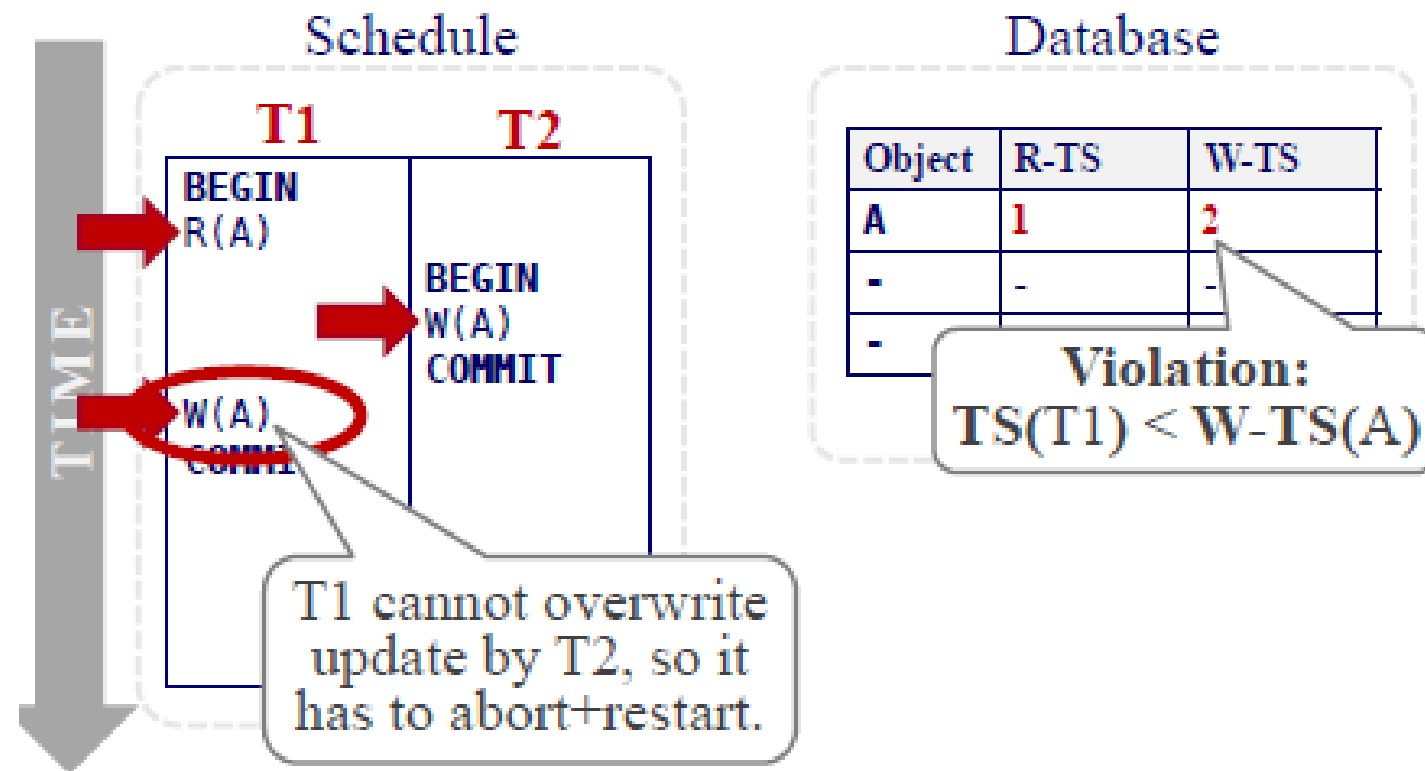 Schedule
Database
TIME
T1 T2
BEGIN
R(A)
BEGIN
W(A)
COMMIT
W(A)
T1 cannot overwrite
update by T2, so it
has to abort+restart.
Object R-TS W-TS
A 1 2
- - -
-
Violation:
TS(T1) < W-TS(A)